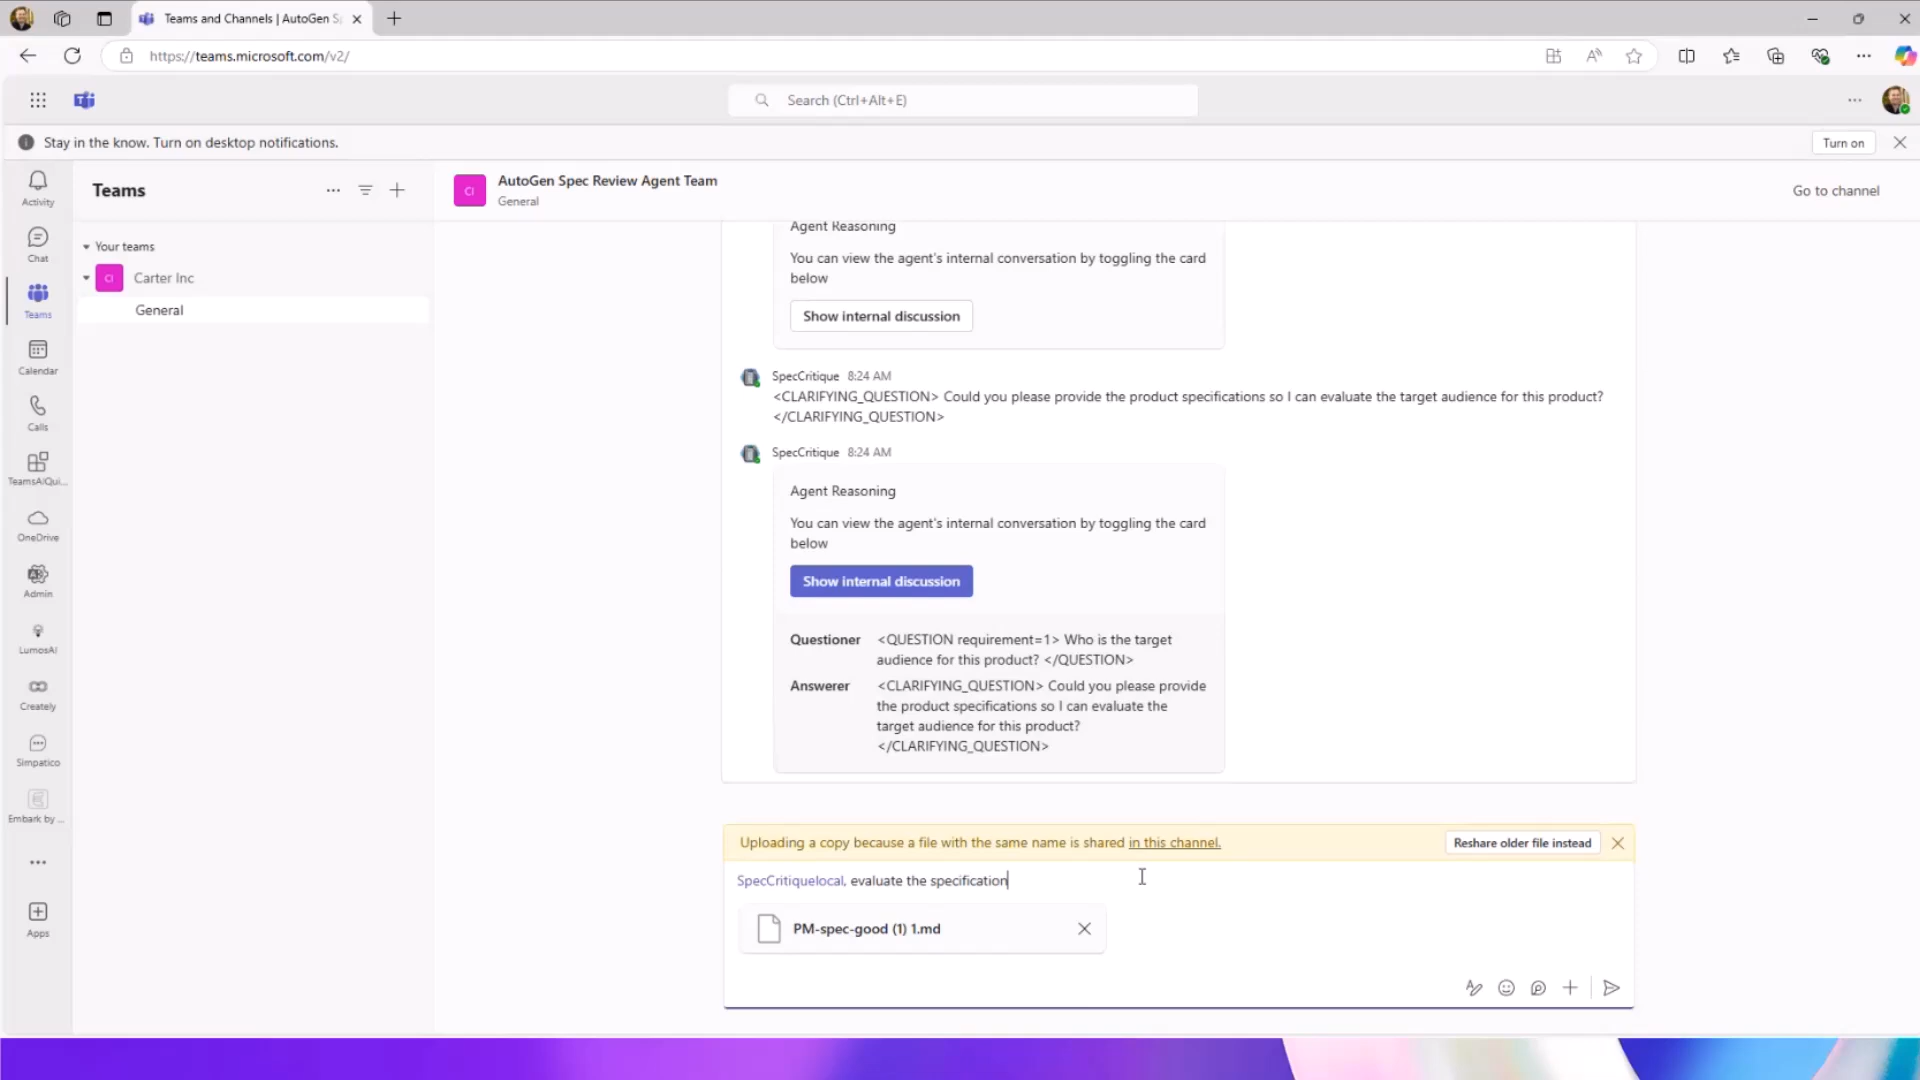 Teams and Channels | AutoGen S
https://teams.microsoft.com/v2/
Search (Ctrl+Alt+E)
Stay in the know. Turn on desktop notifications.
Turn on
Activity
Chat
Teams
Calendar
Calls
TeamsAIQui...
OneDrive
Admin
LumosAI
Creately
Simpatico
Embark by ...
Apps
Teams
Your teams
CI
Carter Inc
General
CI
AutoGen Spec Review Agent Team
General
Go to channel
Agent Reasoning
You can view the agent's internal conversation by toggling the card
below
Show internal discussion
SpecCritique 8:24 AM
<CLARIFYING_QUESTION> Could you please provide the product specifications so I can evaluate the target audience for this product?
</CLARIFYING_QUESTION>
SpecCritique 8:24 AM
Agent Reasoning
You can view the agent's internal conversation by toggling the card
below
Show internal discussion
Questioner <QUESTION requirement=1> Who is the target
audience for this product? </QUESTION>
Answerer <CLARIFYING_QUESTION> Could you please provide
the product specifications so I can evaluate the
target audience for this product?
</CLARIFYING_QUESTION>
Uploading a copy because a file with the same name is shared in this channel.
Reshare older file instead
SpecCritiquelocal, evaluate the specification
PM-spec-good (1) 1.md